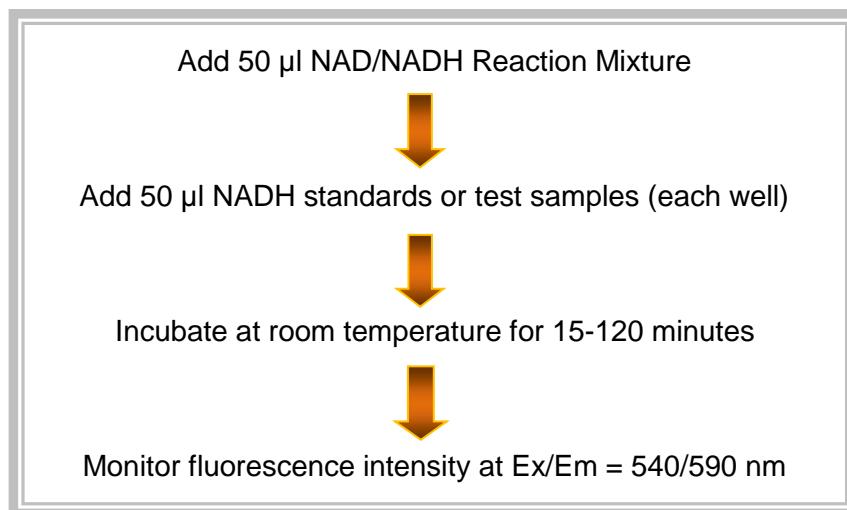 Add 50 µl NAD/NADH Reaction Mixture
Add 50 µl NADH standards or test samples (each well)
Incubate at room temperature for 15-120 minutes
Monitor fluorescence intensity at Ex/Em = 540/590 nm